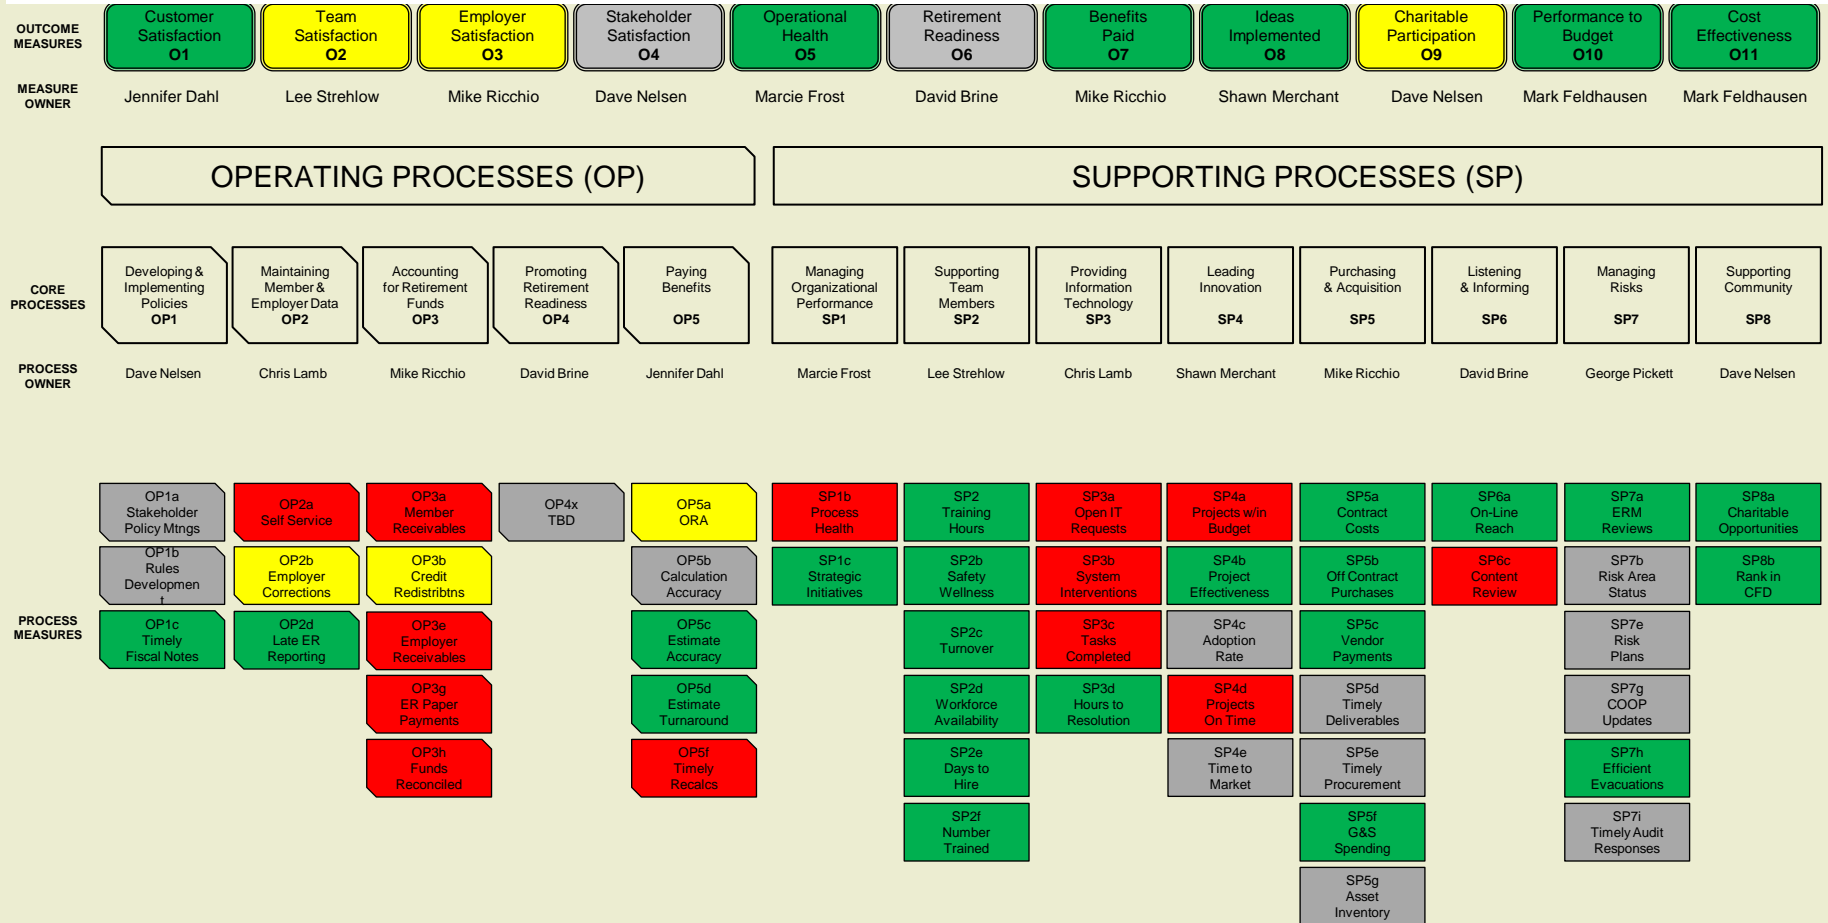 OUTCOME
MEASURES
Customer
Satisfaction
O1
Team
Satisfaction
O2
Employer
Satisfaction
O3
Stakeholder
Satisfaction
O4
Operational
Health
O5
Retirement
Readiness
O6
Benefits
Paid
O7
Ideas
Implemented
O8
Charitable
Participation
O9
Performance to
Budget
O10
Cost
Effectiveness
O11
MEASURE
OWNER
Jennifer Dahl
Lee Strehlow
Mike Ricchio
Dave Nelsen
Marcie Frost
David Brine
Mike Ricchio
Shawn Merchant
Dave Nelsen
Mark Feldhausen
Mark Feldhausen
OPERATING PROCESSES (OP)
SUPPORTING PROCESSES (SP)
CORE
PROCESSES
Developing &
Implementing
Policies
OP1
Maintaining
Member &
Employer Data
OP2
Accounting
for Retirement
Funds
OP3
Promoting
Retirement
Readiness
OP4
Paying
Benefits
OP5
Managing
Organizational
Performance
SP1
Supporting
Team
Members
SP2
Providing
Information
Technology
SP3
Leading
Innovation
SP4
Purchasing
& Acquisition
SP5
Listening
& Informing
SP6
Managing
Risks
SP7
Supporting
Community
SP8
PROCESS
OWNER
Dave Nelsen
Chris Lamb
Mike Ricchio
David Brine
Jennifer Dahl
Marcie Frost
Lee Strehlow
Chris Lamb
Shawn Merchant
Mike Ricchio
David Brine
George Pickett
Dave Nelsen
PROCESS
MEASURES
OP1a
Stakeholder
Policy Mtngs
OP1b
Rules
Developmen
t
OP1c
Timely
Fiscal Notes
OP2a
Self Service
OP2b
Employer
Corrections
OP2d
Late ER
Reporting
OP3a
Member
Receivables
OP3b
Credit
Redistribtns
OP3e
Employer
Receivables
OP3g
ER Paper
Payments
OP3h
Funds
Reconciled
OP4x
TBD
OP5a
ORA
OP5b
Calculation
Accuracy
OP5c
Estimate
Accuracy
OP5d
Estimate
Turnaround
OP5f
Timely
Recalcs
SP1b
Process
Health
SP1c
Strategic
Initiatives
SP2
Training
Hours
SP2b
Safety
Wellness
SP2c
Turnover
SP2d
Workforce
Availability
SP2e
Days to
Hire
SP2f
Number
Trained
SP3a
Open IT
Requests
SP3b
System
Interventions
SP3c
Tasks
Completed
SP3d
Hours to
Resolution
SP4a
Projects w/in
Budget
SP4b
Project
Effectiveness
SP4c
Adoption
Rate
SP4d
Projects
On Time
SP4e
Time to
Market
SP5a
Contract
Costs
SP5b
Off Contract
Purchases
SP5c
Vendor
Payments
SP5d
Timely
Deliverables
SP5e
Timely
Procurement
SP5f
G&S
Spending
SP5g
Asset
Inventory
SP6a
On-Line
Reach
SP6c
Content
Review
SP7a
ERM
Reviews
SP7b
Risk Area
Status
SP7e
Risk
Plans
SP7g
COOP
Updates
SP7h
Efficient
Evacuations
SP7i
Timely Audit
Responses
SP8a
Charitable
Opportunities
SP8b
Rank in
CFD